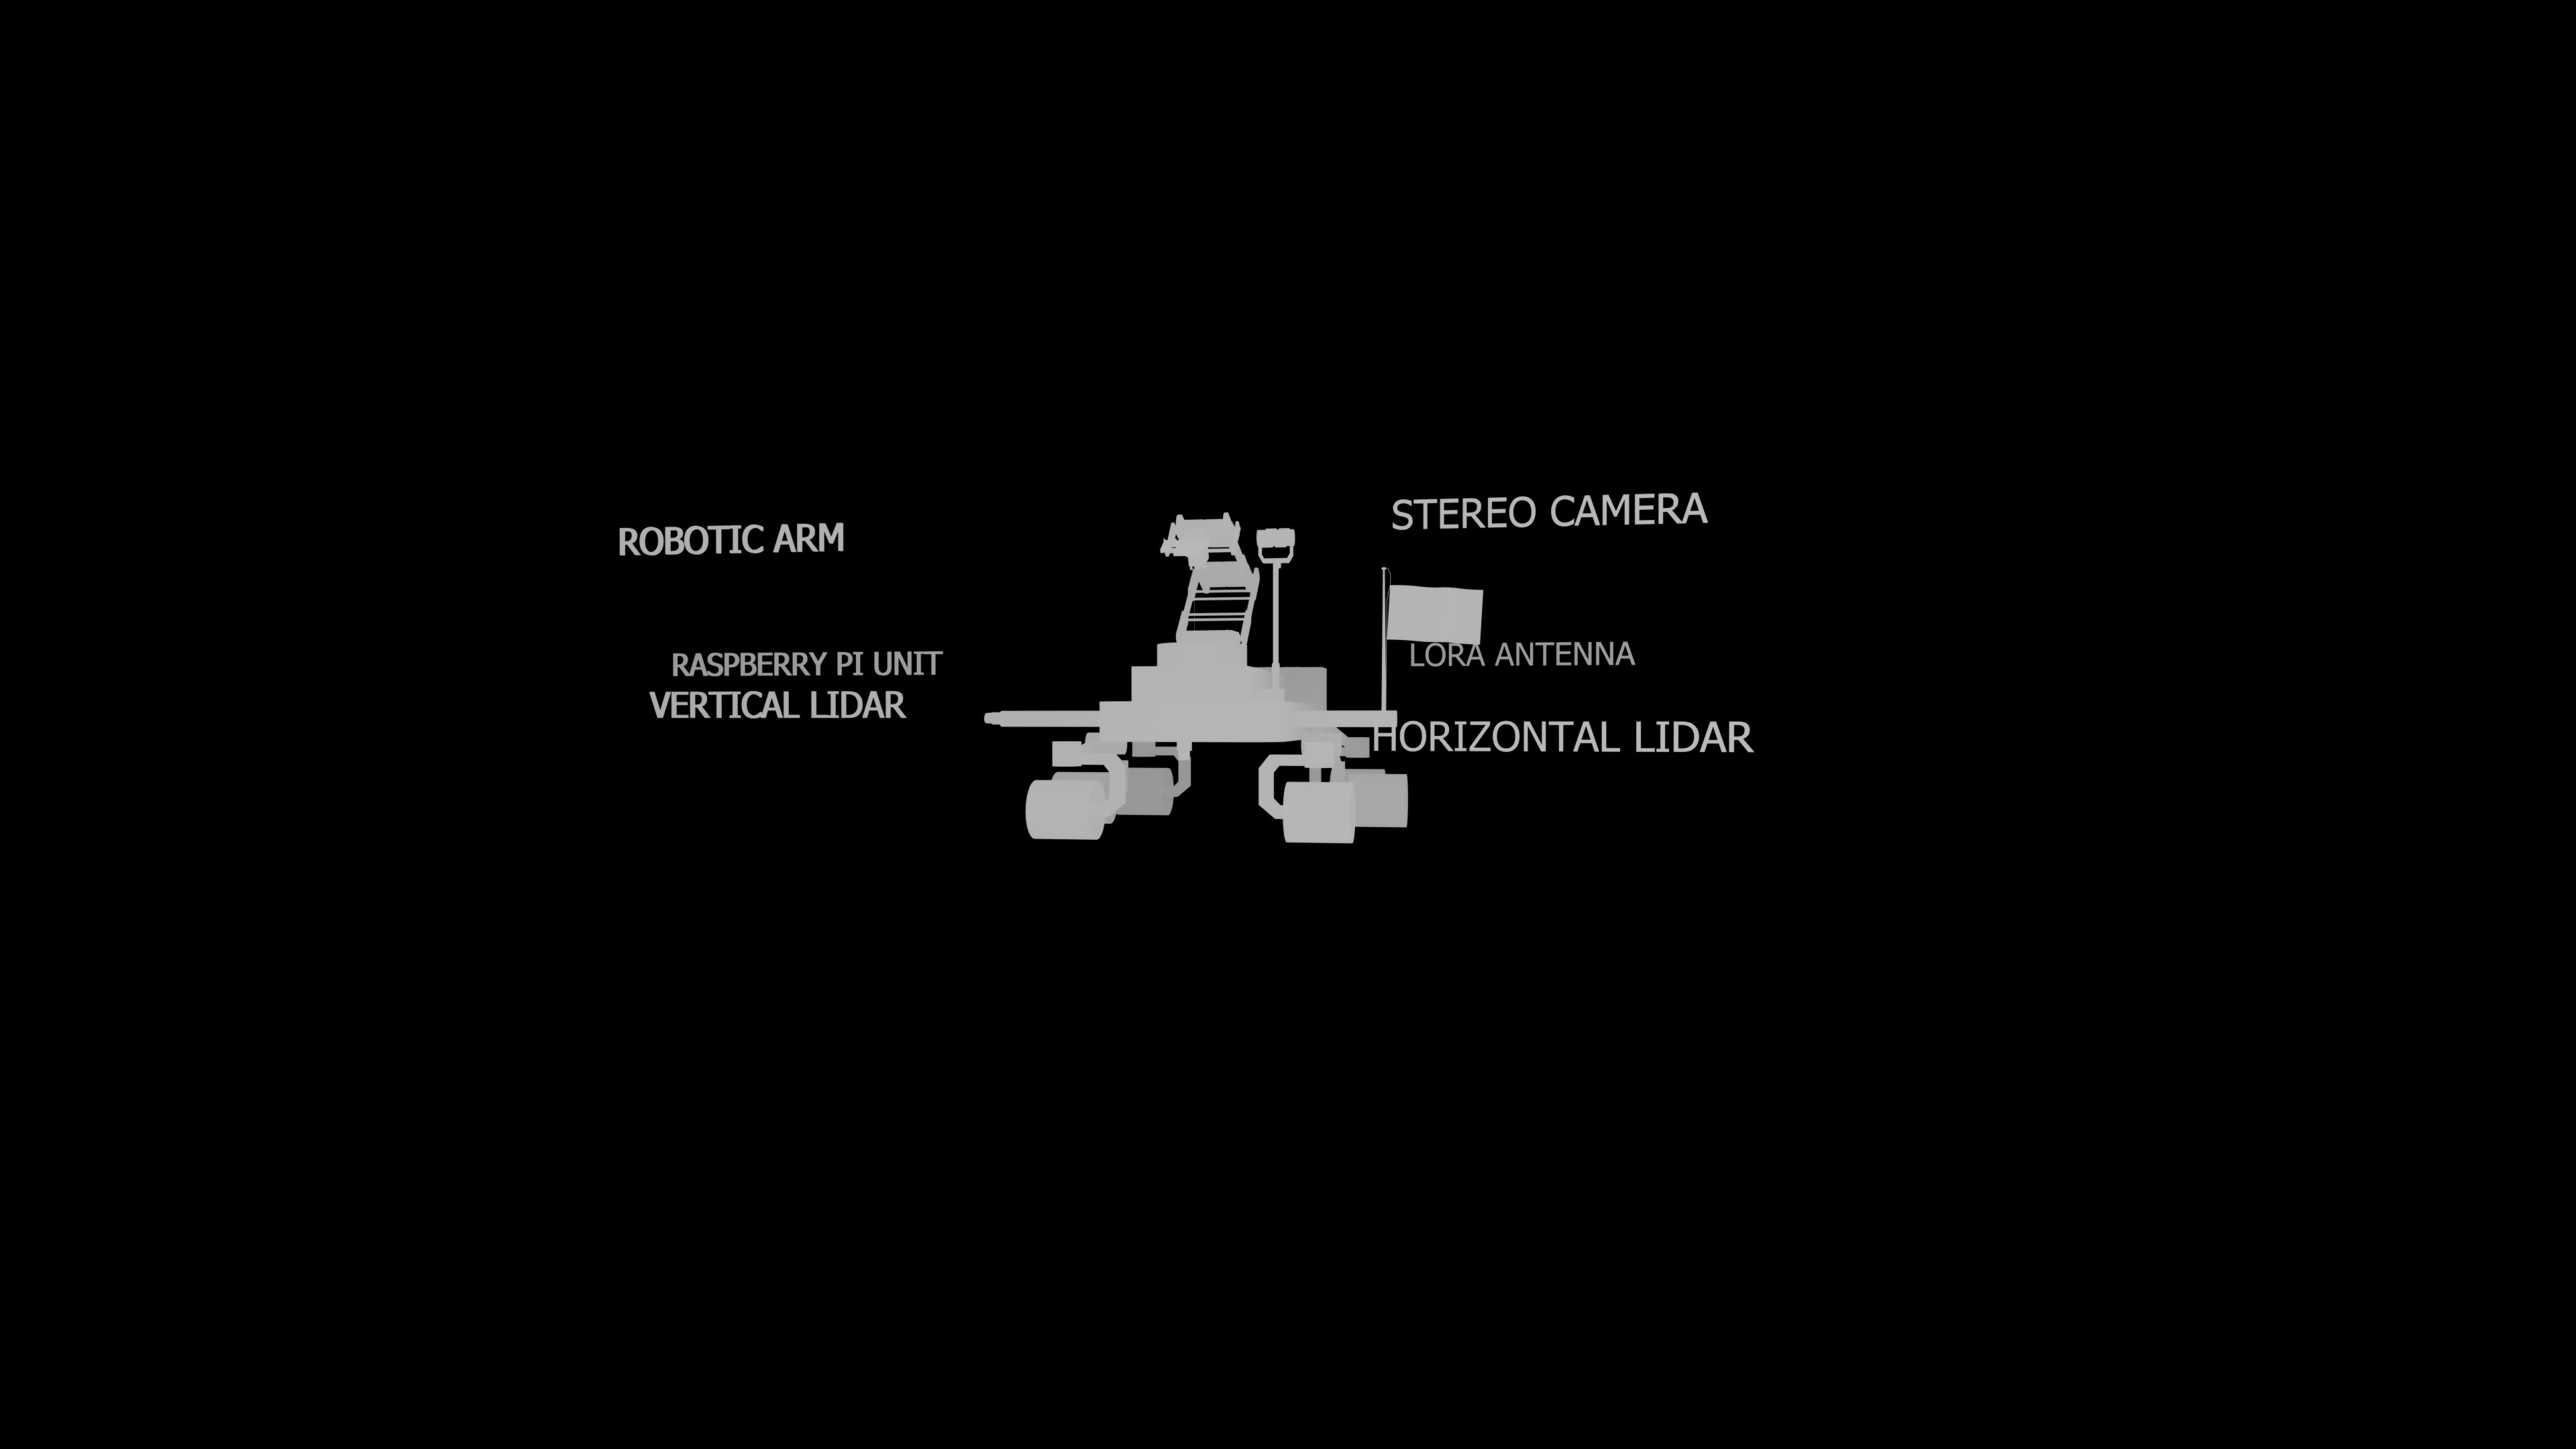 STEREO CAMERA
ROBOTIC ARM
LORA ANTENNA
RASPBERRY PI UNIT
VERTICAL LIDAR
HORIZONTAL LIDAR